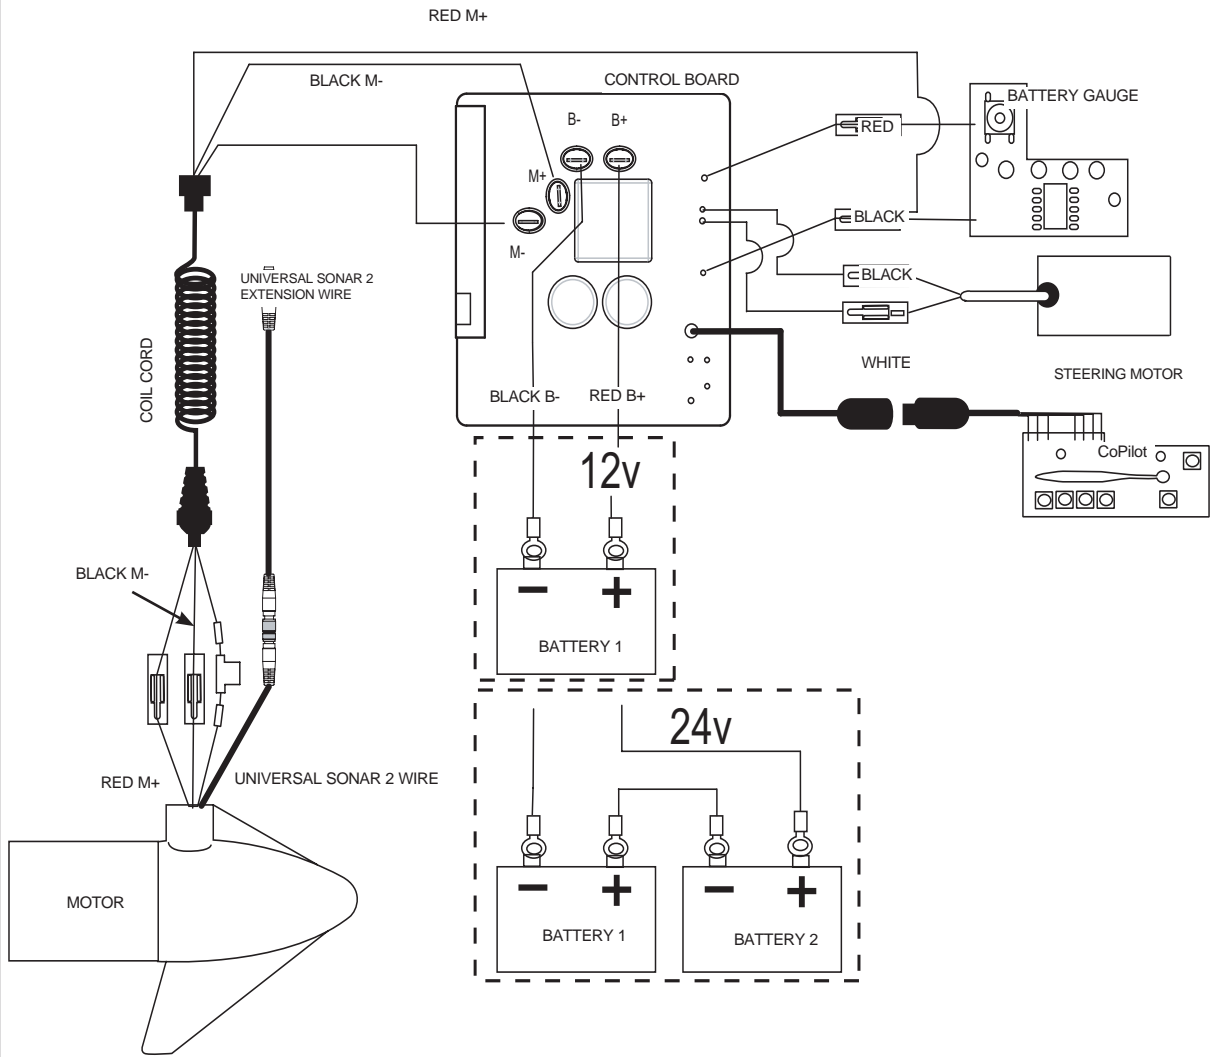 RED M+
BLACK M-
CONTROL BOARD
BATTERY GAUGE
B-
B+
RED
M+
BLACK
M-
UNIVERSAL SONAR 2
EXTENSION WIRE
BLACK
COIL CORD
WHITE
STEERING MOTOR
BLACK B-
RED B+
CoPilot
12v
BLACK M-
BATTERY 1
24v
RED M+
UNIVERSAL SONAR 2 WIRE
MOTOR
BATTERY 1
BATTERY 2